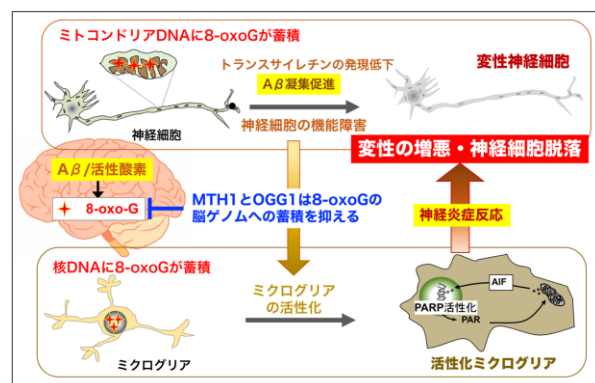 ミトコンドリアDNAに8-oxoGが蓄積
トランスサイレチンの発現低下
Aβ凝集促進
変性神経細胞
神経細胞
神経細胞の機能障害
変性の増悪・神経細胞脱落
Aβ/活性酸素
8-oxo-G
MTH1とOGG1は8-oxoGの
脳ゲノムへの蓄積を抑える
神経炎症反応
核DNAに8-oxoGが蓄積
ミクログリア
の活性化
AIF
PARP活性化
PAR
ミクログリア
活性化ミクログリア